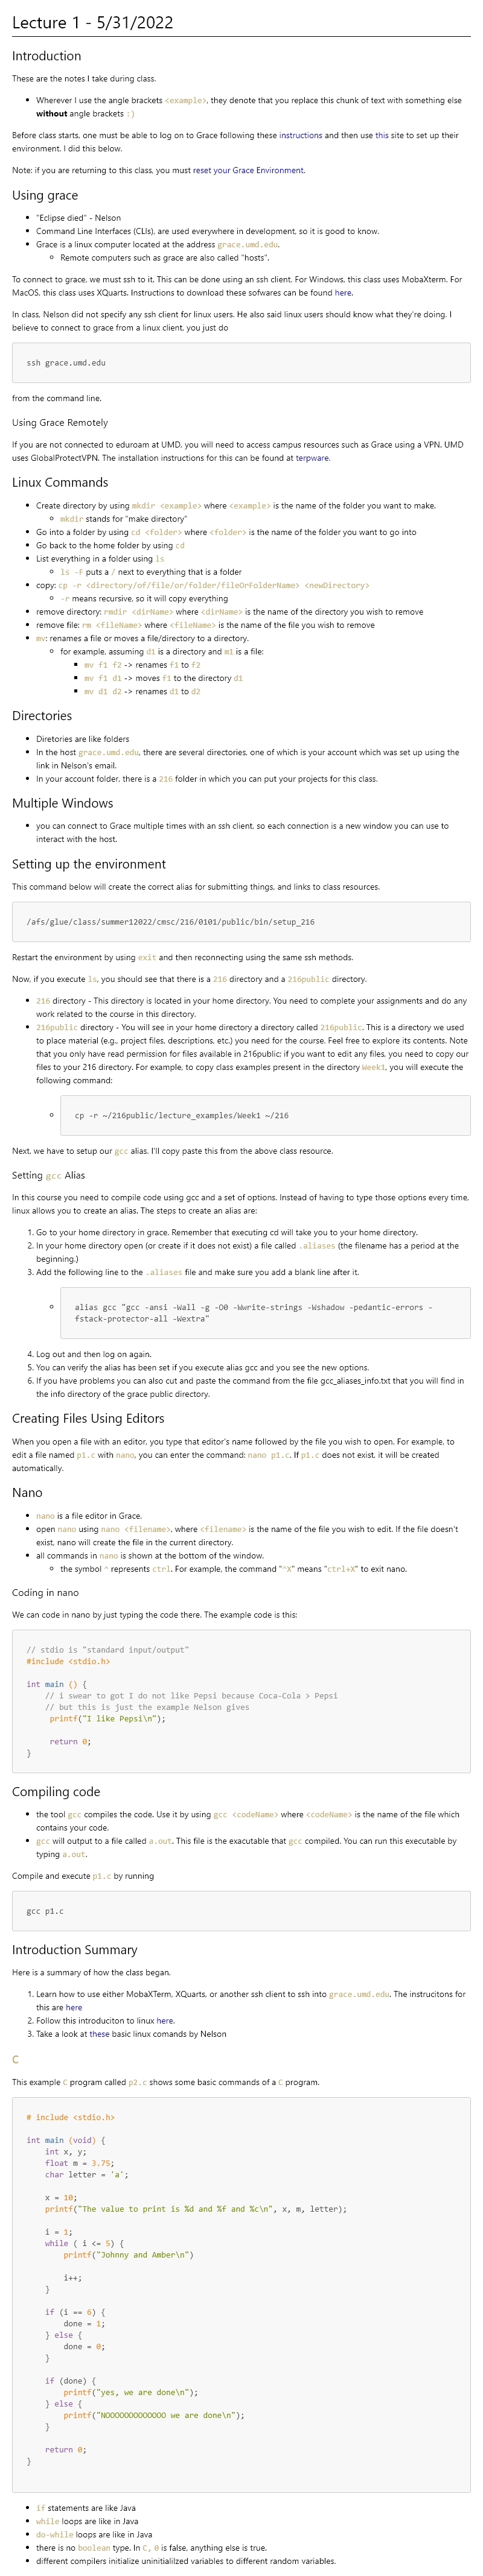 Lecture 1 - 5/31/2022
Introduction
These are the notes I take during class.
• Wherever I use the angle brackets <example>, they denote that you replace this chunk of text with something else
without angle brackets :)
Before class starts, one must be able to log on to Grace following these instructions and then use this site to set up their
environment. I did this below.
Note: if you are returning to this class, you must reset your Grace Environment.
Using grace
• "Eclipse died" - Nelson
• Command Line Interfaces (CLIs), are used everywhere in development, so it is good to know.
• Grace is a linux computer located at the address grace.umd.edu.
◦ Remote computers such as grace are also called "hosts".
To connect to grace, we must ssh to it. This can be done using an ssh client. For Windows, this class uses MobaXterm. For
MacOS, this class uses XQuarts. Instructions to download these sofwares can be found here.
In class, Nelson did not specify any ssh client for linux users. He also said linux users should know what they're doing. I
believe to connect to grace from a linux client, you just do
ssh grace.umd.edu
from the command line.
Using Grace Remotely
If you are not connected to eduroam at UMD, you will need to access campus resources such as Grace using a VPN. UMD
uses GlobalProtectVPN. The installation instructions for this can be found at terpware.
Linux Commands
• Create directory by using mkdir <example> where <example> is the name of the folder you want to make.
◦ mkdir stands for "make directory"
• Go into a folder by using cd <folder> where <folder> is the name of the folder you want to go into
• Go back to the home folder by using cd
• List everything in a folder using ls
◦ ls -F puts a / next to everything that is a folder
• copy: cp -r <directory/of/file/or/folder/fileOrFolderName> <newDirectory>
◦ -r means recursive, so it will copy everything
• remove directory: rmdir <dirName> where <dirName> is the name of the directory you wish to remove
• remove file: rm <fileName> where <fileName> is the name of the file you wish to remove
• mv: renames a file or moves a file/directory to a directory.
◦ for example, assuming d1 is a directory and m1 is a file:
▪ mv f1 f2 -> renames f1 to f2
▪ mv f1 d1 -> moves f1 to the directory d1
▪ mv d1 d2 -> renames d1 to d2
Directories
• Diretories are like folders
• In the host grace.umd.edu, there are several directories, one of which is your account which was set up using the
link in Nelson's email.
• In your account folder, there is a 216 folder in which you can put your projects for this class.
Multiple Windows
• you can connect to Grace multiple times with an ssh client, so each connection is a new window you can use to
interact with the host.
Setting up the environment
This command below will create the correct alias for submitting things, and links to class resources.
/afs/glue/class/summer12022/cmsc/216/0101/public/bin/setup_216
Restart the environment by using exit and then reconnecting using the same ssh methods.
Now, if you execute ls, you should see that there is a 216 directory and a 216public directory.
• 216 directory - This directory is located in your home directory. You need to complete your assignments and do any
work related to the course in this directory.
• 216public directory - You will see in your home directory a directory called 216public. This is a directory we used
to place material (e.g., project files, descriptions, etc.) you need for the course. Feel free to explore its contents. Note
that you only have read permission for files available in 216public; if you want to edit any files, you need to copy our
files to your 216 directory. For example, to copy class examples present in the directory Week1, you will execute the
following command:
◦ cp -r ~/216public/lecture_examples/Week1 ~/216
Next, we have to setup our gcc alias. I'll copy paste this from the above class resource.
Setting gcc Alias
In this course you need to compile code using gcc and a set of options. Instead of having to type those options every time,
linux allows you to create an alias. The steps to create an alias are:
1. Go to your home directory in grace. Remember that executing cd will take you to your home directory.
2. In your home directory open (or create if it does not exist) a file called .aliases (the filename has a period at the
beginning.)
3. Add the following line to the .aliases file and make sure you add a blank line after it.
◦ alias gcc "gcc -ansi -Wall -g -O0 -Wwrite-strings -Wshadow -pedantic-errors -
fstack-protector-all -Wextra"
4. Log out and then log on again.
5. You can verify the alias has been set if you execute alias gcc and you see the new options.
6. If you have problems you can also cut and paste the command from the file gcc_aliases_info.txt that you will find in
the info directory of the grace public directory.
Creating Files Using Editors
When you open a file with an editor, you type that editor's name followed by the file you wish to open. For example, to
edit a file named p1.c with nano, you can enter the command: nano p1.c. If p1.c does not exist, it will be created
automatically.
Nano
• nano is a file editor in Grace.
• open nano using nano <filename>, where <filename> is the name of the file you wish to edit. If the file doesn't
exist, nano will create the file in the current directory.
• all commands in nano is shown at the bottom of the window.
◦ the symbol ^ represents ctrl. For example, the command "^X" means "ctrl+X" to exit nano.
Coding in nano
We can code in nano by just typing the code there. The example code is this:
// stdio is "standard input/output"
#include <stdio.h>
int main () {
// i swear to got I do not like Pepsi because Coca-Cola > Pepsi
// but this is just the example Nelson gives
printf("I like Pepsi\n");
return 0;
}
Compiling code
• the tool gcc compiles the code. Use it by using gcc <codeName> where <codeName> is the name of the file which
contains your code.
• gcc will output to a file called a.out. This file is the exacutable that gcc compiled. You can run this executable by
typing a.out.
Compile and execute p1.c by running
gcc p1.c
Introduction Summary
Here is a summary of how the class began.
1. Learn how to use either MobaXTerm, XQuarts, or another ssh client to ssh into grace.umd.edu. The instrucitons for
this are here
2. Follow this introduciton to linux here.
3. Take a look at these basic linux comands by Nelson
C
This example C program called p2.c shows some basic commands of a C program.
# include <stdio.h>
int main (void) {
int x, y;
float m = 3.75;
char letter = 'a';
x = 10;
printf("The value to print is %d and %f and %c\n", x, m, letter);
i = 1;
while ( i <= 5) {
printf("Johnny and Amber\n")
i++;
}
if (i == 6) {
done = 1;
} else {
done = 0;
}
if (done) {
printf("yes, we are done\n");
} else {
printf("NOOOOOOOOOOOOO we are done\n");
}
return 0;
}
• if statements are like Java
• while loops are like in Java
• do-while loops are like in Java
• there is no boolean type. In C, 0 is false, anything else is true.
• different compilers initialize uninitialilzed variables to different random variables.